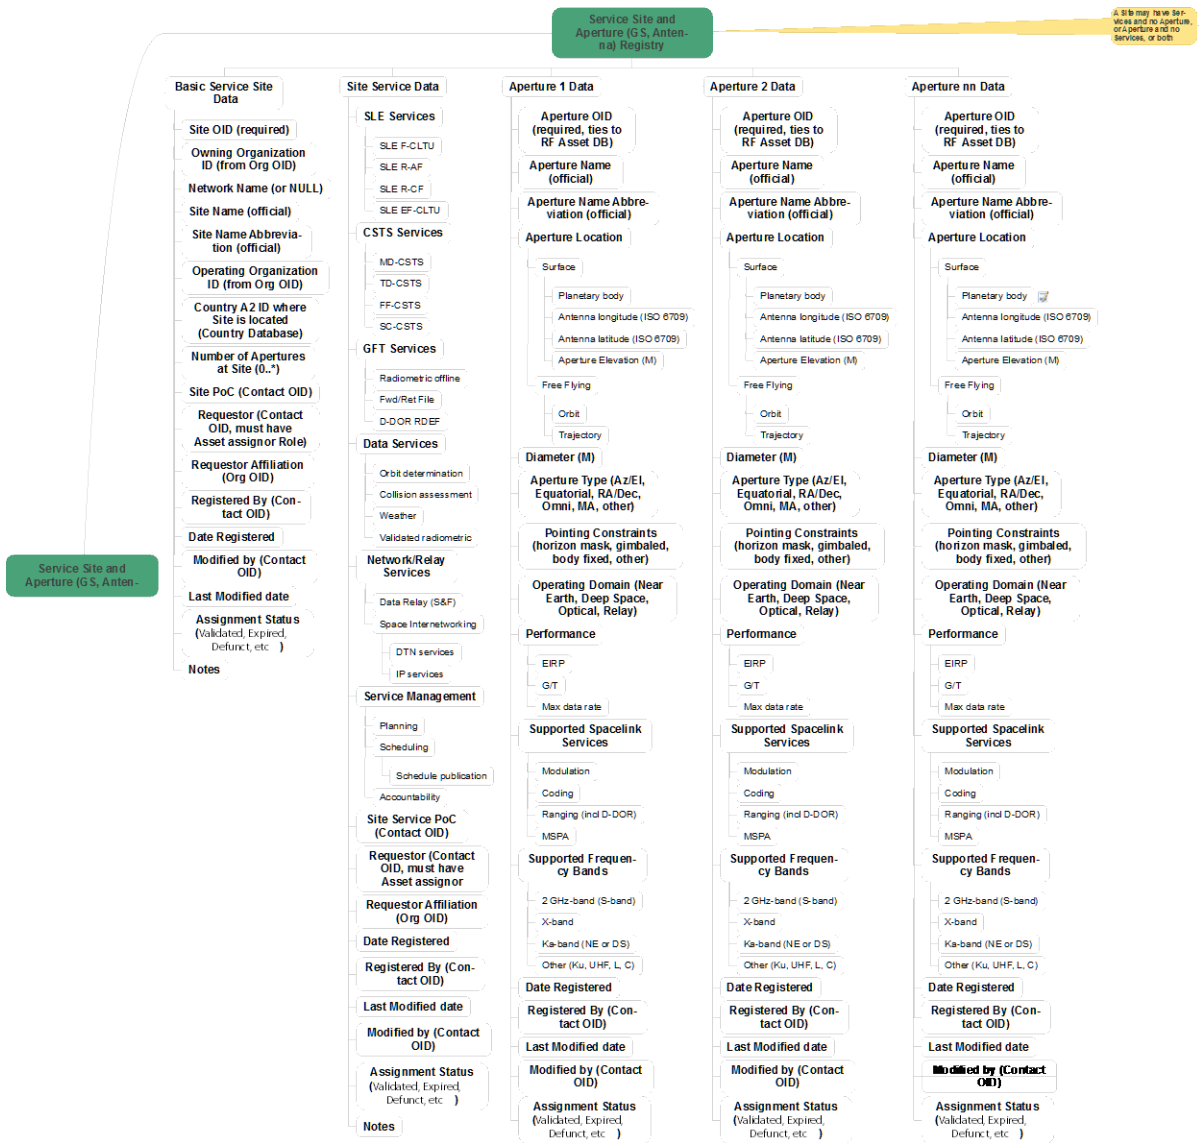 Service Site and
Aperture (GS, Anten-
na) Registry
A Site may have Ser-
vices and no Aperture,
or Aperture and no
Services, or both
Service Site and
Aperture (GS, Anten-
Basic Service Site
Data
Site OID (required)
Owning Organization
ID (from Org OID)
Network Name (or NULL)
Site Name (official)
Site Name Abbrevia-
tion (official)
Operating Organization
ID (from Org OID)
Country A2 ID where
Site is located
(Country Database)
Number of Apertures
at Site (0..*)
Site PoC (Contact OID)
Requestor (Contact
OID, must have
Asset assignor Role)
Requestor Affiliation
(Org OID)
Registered By (Con-
tact OID)
Date Registered
Modified by (Contact
OID)
Last Modified date
Assignment Status
(Validated, Expired,
Defunct, etc )
Notes
Site Service Data
SLE Services
SLE F-CLTU
SLE R-AF
SLE R-CF
SLE EF-CLTU
CSTS Services
MD-CSTS
TD-CSTS
FF-CSTS
SC-CSTS
GFT Services
Radiometric offline
Fwd/Ret File
D-DOR RDEF
Data Services
Orbit determination
Collision assessment
Weather
Validated radiometric
Network/Relay
Services
Data Relay (S&F)
Space Internetworking
DTN services
IP services
Service Management
Planning
Scheduling
Schedule publication
Accountability
Site Service PoC
(Contact OID)
Requestor (Contact
OID, must have
Asset assignor
Requestor Affiliation
(Org OID)
Date Registered
Registered By (Con-
tact OID)
Last Modified date
Modified by (Contact
OID)
Assignment Status
(Validated, Expired,
Defunct, etc )
Notes
Aperture 1 Data
Aperture OID
(required, ties to
RF Asset DB)
Aperture Name
(official)
Aperture Name Abbre-
viation (official)
Aperture Location
Surface
Planetary body
Antenna longitude (ISO 6709)
Antenna latitude (ISO 6709)
Aperture Elevation (M)
Free Flying
Orbit
Trajectory
Diameter (M)
Aperture Type (Az/El,
Equatorial, RA/Dec,
Omni, MA, other)
Pointing Constraints
(horizon mask, gimbaled,
body fixed, other)
Operating Domain (Near
Earth, Deep Space,
Optical, Relay)
Performance
EIRP
G/T
Max data rate
Supported Spacelink
Services
Modulation
Coding
Ranging (incl D-DOR)
MSPA
Supported Frequen-
cy Bands
2 GHz-band (S-band)
X-band
Ka-band (NE or DS)
Other (Ku, UHF, L, C)
Date Registered
Registered By (Con-
tact OID)
Last Modified date
Modified by (Contact
OID)
Assignment Status
(Validated, Expired,
Defunct, etc )
Aperture 2 Data
Aperture OID
(required, ties to
RF Asset DB)
Aperture Name
(official)
Aperture Name Abbre-
viation (official)
Aperture Location
Surface
Planetary body
Antenna longitude (ISO 6709)
Antenna latitude (ISO 6709)
Aperture Elevation (M)
Free Flying
Orbit
Trajectory
Diameter (M)
Aperture Type (Az/El,
Equatorial, RA/Dec,
Omni, MA, other)
Pointing Constraints
(horizon mask, gimbaled,
body fixed, other)
Operating Domain (Near
Earth, Deep Space,
Optical, Relay)
Performance
EIRP
G/T
Max data rate
Supported Spacelink
Services
Modulation
Coding
Ranging (incl D-DOR)
MSPA
Supported Frequen-
cy Bands
2 GHz-band (S-band)
X-band
Ka-band (NE or DS)
Other (Ku, UHF, L, C)
Date Registered
Registered By (Con-
tact OID)
Last Modified date
Modified by (Contact
OID)
Assignment Status
(Validated, Expired,
Defunct, etc )
Aperture nn Data
Aperture OID
(required, ties to
RF Asset DB)
Aperture Name
(official)
Aperture Name Abbre-
viation (official)
Aperture Location
Surface
Planetary body
Antenna longitude (ISO 6709)
Antenna latitude (ISO 6709)
Aperture Elevation (M)
Free Flying
Orbit
Trajectory
Diameter (M)
Aperture Type (Az/El,
Equatorial, RA/Dec,
Omni, MA, other)
Pointing Constraints
(horizon mask, gimbaled,
body fixed, other)
Operating Domain (Near
Earth, Deep Space,
Optical, Relay)
Performance
EIRP
G/T
Max data rate
Supported Spacelink
Services
Modulation
Coding
Ranging (incl D-DOR)
MSPA
Supported Frequen-
cy Bands
2 GHz-band (S-band)
X-band
Ka-band (NE or DS)
Other (Ku, UHF, L, C)
Date Registered
Registered By (Con-
tact OID)
Last Modified date
Modified by (Contact
OID)
Assignment Status
(Validated, Expired,
Defunct, etc )